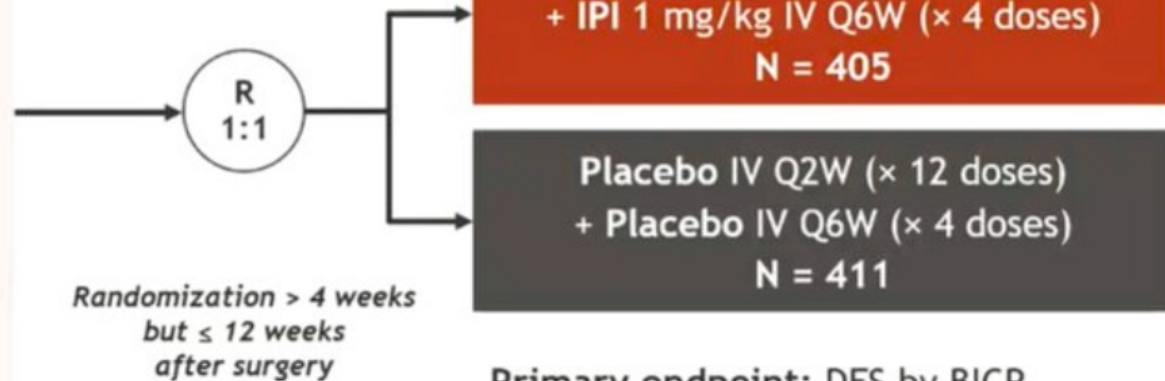 + IPI 1 mg/kg IV Q6W (× 4 doses)
N = 405
R
1:1
Placebo IV Q2W (× 12 doses)
+ Placebo IV Q6W (× 4 doses)
N = 411
Randomization > 4 weeks
but ≤ 12 weeks
after surgery
Primary endpoint: DFS by BICR